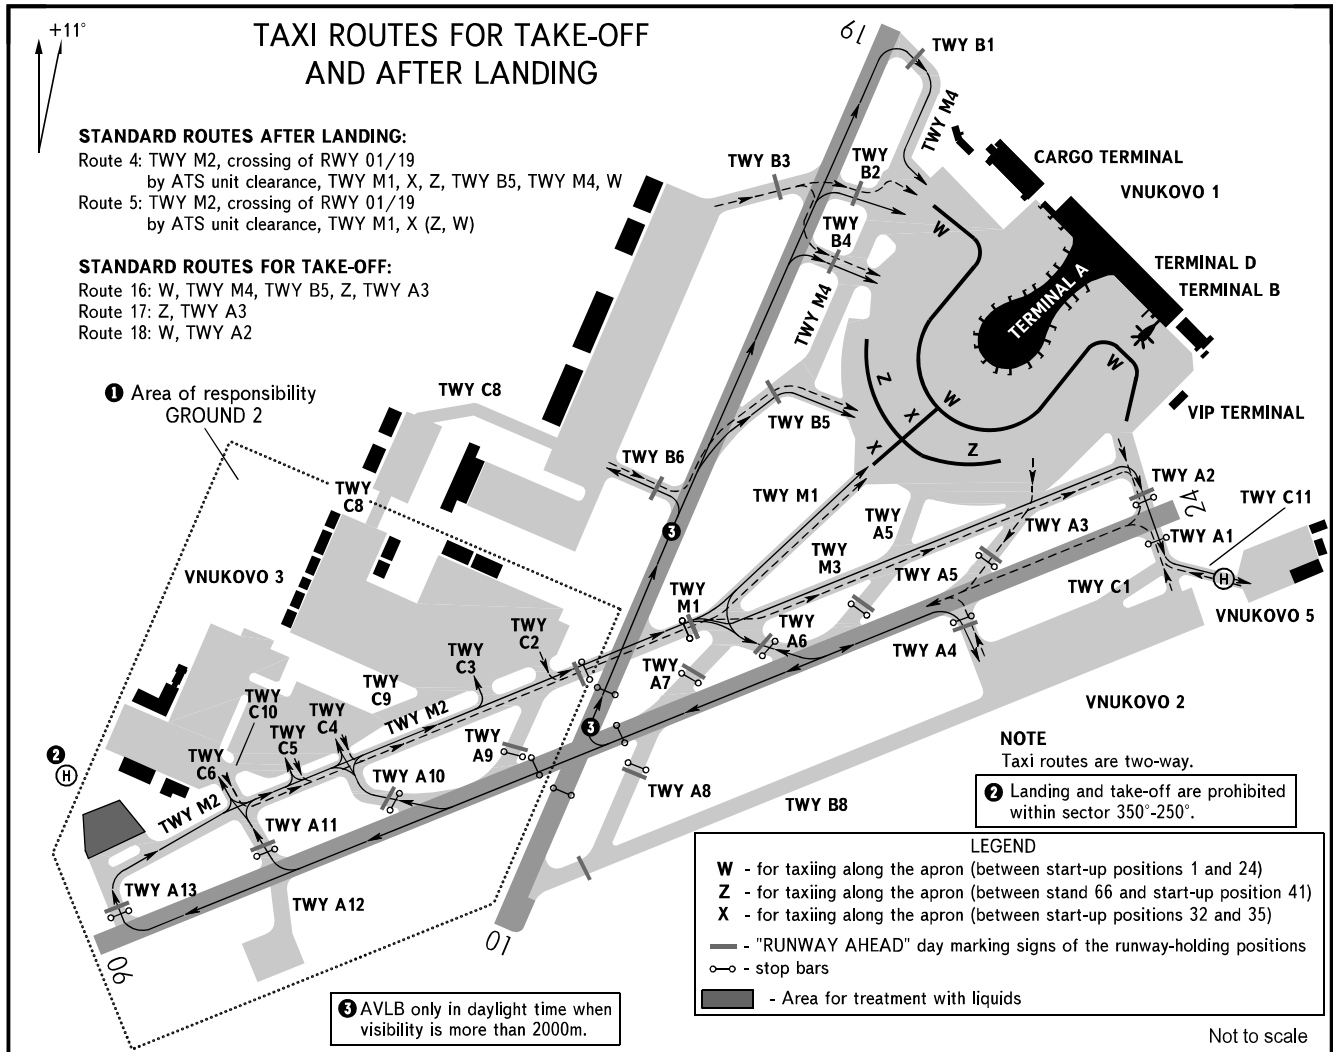 +11°
TAXI ROUTES FOR TAKE-OFF
AND AFTER LANDING
STANDARD ROUTES AFTER LANDING:
Route 4: TWY M2, crossing of RWY 01/19
by ATS unit clearance, TWY M1, X, Z, TWY B5, TWY M4, W
Route 5: TWY M2, crossing of RWY 01/19
by ATS unit clearance, TWY M1, X (Z, W)
STANDARD ROUTES FOR TAKE-OFF:
Route 16: W, TWY M4, TWY B5, Z, TWY A3
Route 17: Z, TWY A3
Route 18: W, TWY A2
1 Area of responsibility
GROUND 2
19
TWY B1
TWY M4
CARGO TERMINAL
VNUKOVO 1
TWY B3
TWY
B2
TWY
B4
W
TERMINAL A
TERMINAL D
TERMINAL B
TWY M4
Z
W
W
X
X
Z
VIP TERMINAL
TWY C8
TWY B5
TWY B6
TWY
C8
TWY M1
TWY A2
24
TWY C11
TWY
A5
TWY A3
TWY A1
3
TWY
M3
TWY A5
TWY C1
H
VNUKOVO 3
TWY
M1
VNUKOVO 5
TWY
C2
TWY
A6
TWY A4
TWY
C3
TWY
A7
TWY
C9
TWY
C10
TWY M2
VNUKOVO 2
TWY
C4
TWY
C5
TWY
A9
3
2
H
TWY
C6
TWY A10
TWY A8
TWY B8
TWY M2
TWY A11
TWY A13
TWY A12
06
01
NOTE
Taxi routes are two-way.
2 Landing and take-off are prohibited
within sector 350°-250°.
LEGEND
W - for taxiing along the apron (between start-up positions 1 and 24)
Z - for taxiing along the apron (between stand 66 and start-up position 41)
X - for taxiing along the apron (between start-up positions 32 and 35)
- "RUNWAY AHEAD" day marking signs of the runway-holding positions
- stop bars
- Area for treatment with liquids
3 AVLB only in daylight time when
visibility is more than 2000m.
Not to scale